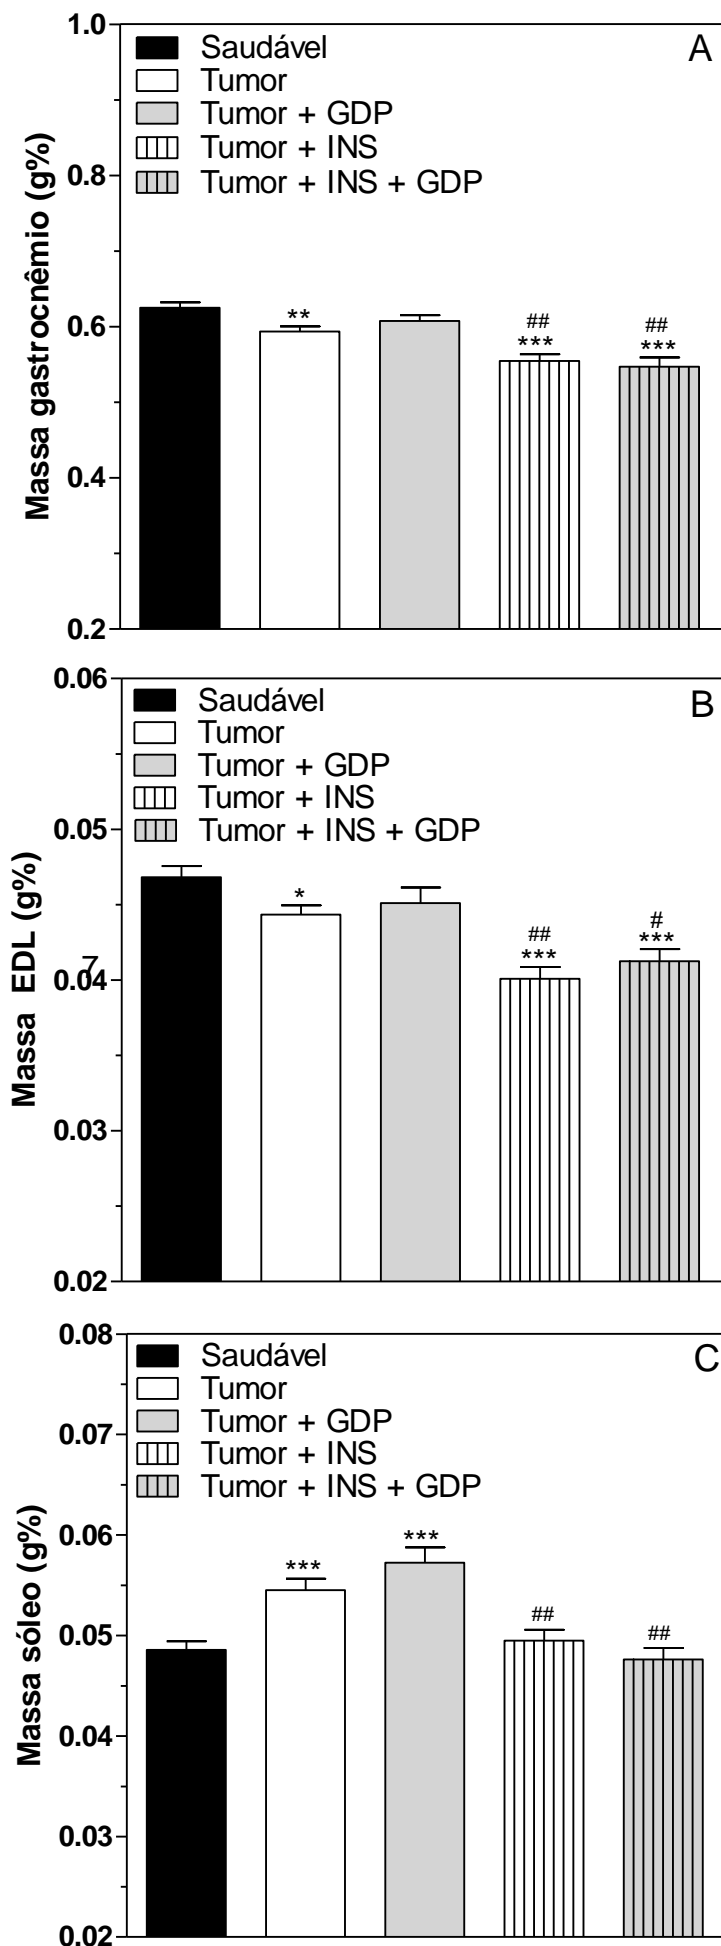 1.0
Saudável
A
Tumor
Tumor + GDP
0.8
Tumor + INS
Tumor + INS + GDP
Massa gastrocnêmio (g%)
0.6
**
##
***
##
***
0.4
0.2
0.06
Saudável
B
Tumor
Tumor + GDP
Tumor + INS
0.05
Tumor + INS + GDP
Massa EDL (g%)
*
##
***
#
***
7
0.04
0.03
0.02
0.08
Saudável
C
Tumor
Tumor + GDP
0.07
Tumor + INS
Tumor + INS + GDP
Massa sóleo (g%)
0.06
***
***
##
##
0.05
0.04
0.03
0.02